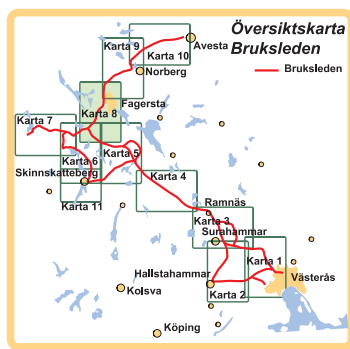 Översiktskarta
Bruksleden
Bruksleden
Karta 10
Avesta
Karta 9
Norberg
Fagersta
Karta 8
Karta 7
Karta 5
Karta 6
Skinnskatteberg
Karta 4
Karta 11
Ramnäs
Karta 3
Surahammar
Karta 1
Hallstahammar
Västerås
Kolsva
Karta 2
Köping